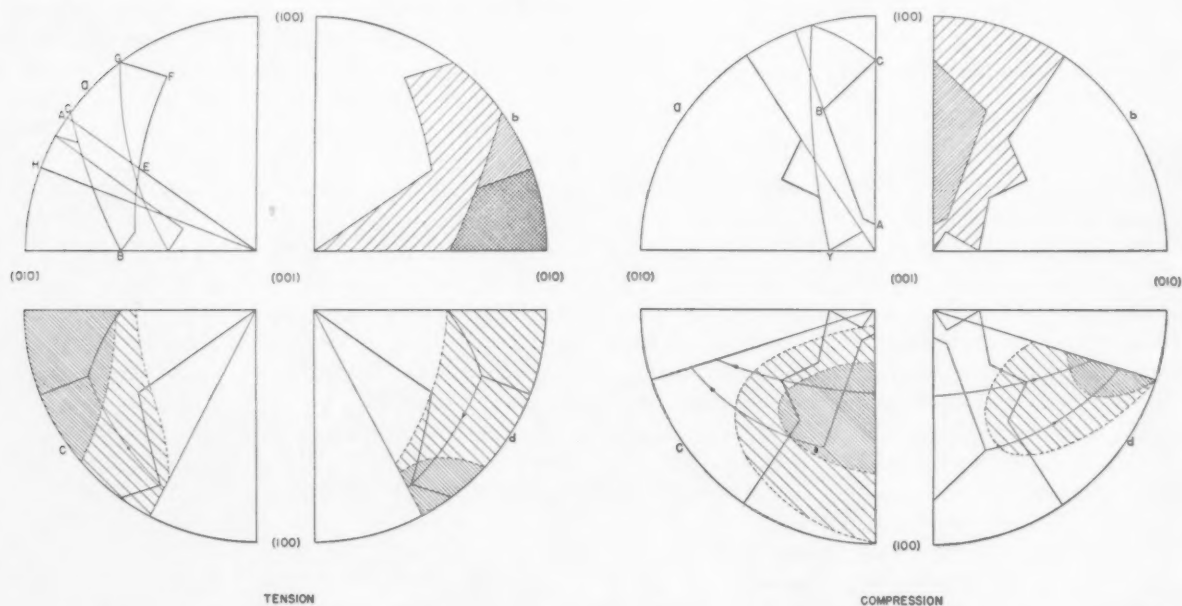 (100)
(100)
G
F
a
C
A
b
H
E
B
a
C
B
b
A
Y
(010)
(001)
(010)
(010)
(001)
(010)
c
d
c
d
(100)
(100)
TENSION
COMPRESSION